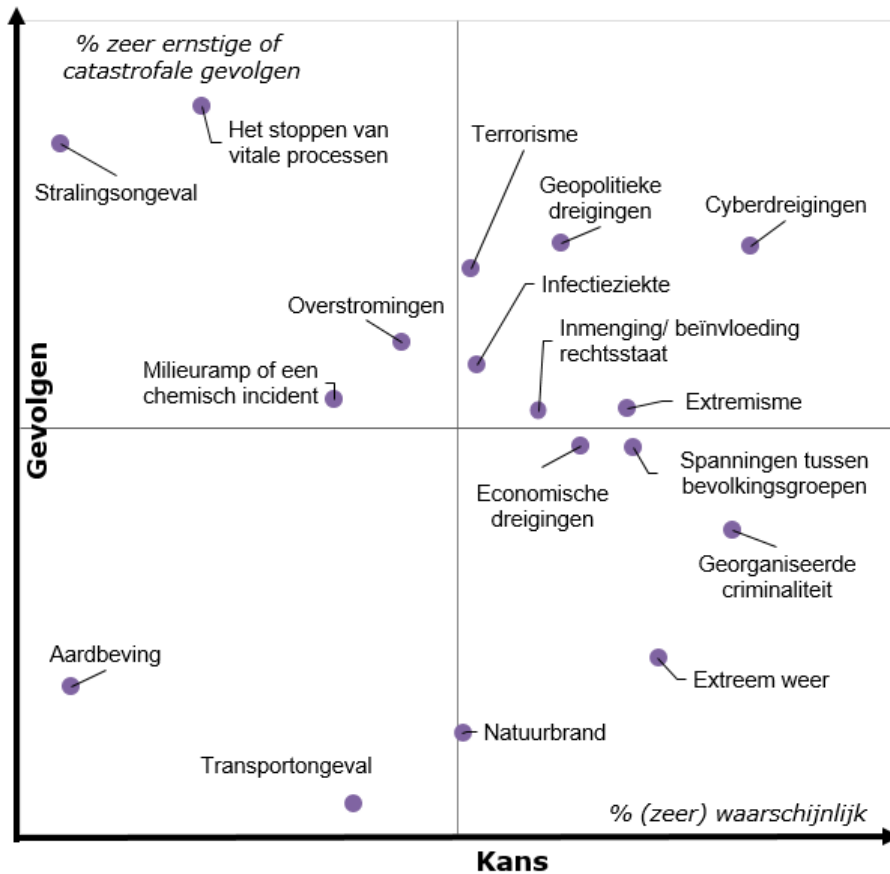 % zeer ernstige of
catastrofale gevolgen
Het stoppen van
vitale processen
Stralingsongeval
Terrorisme
Geopolitieke
dreigingen
Cyberdreigingen
Overstromingen
Infectieziekte
Inmenging/ beïnvloeding
rechtsstaat
Milieuramp of een
chemisch incident
Extremisme
Gevolgen
Economische
dreigingen
Spanningen tussen
bevolkingsgroepen
Georganiseerde
criminaliteit
Aardbeving
Extreem weer
Natuurbrand
Transportongeval
% (zeer) waarschijnlijk
Kans